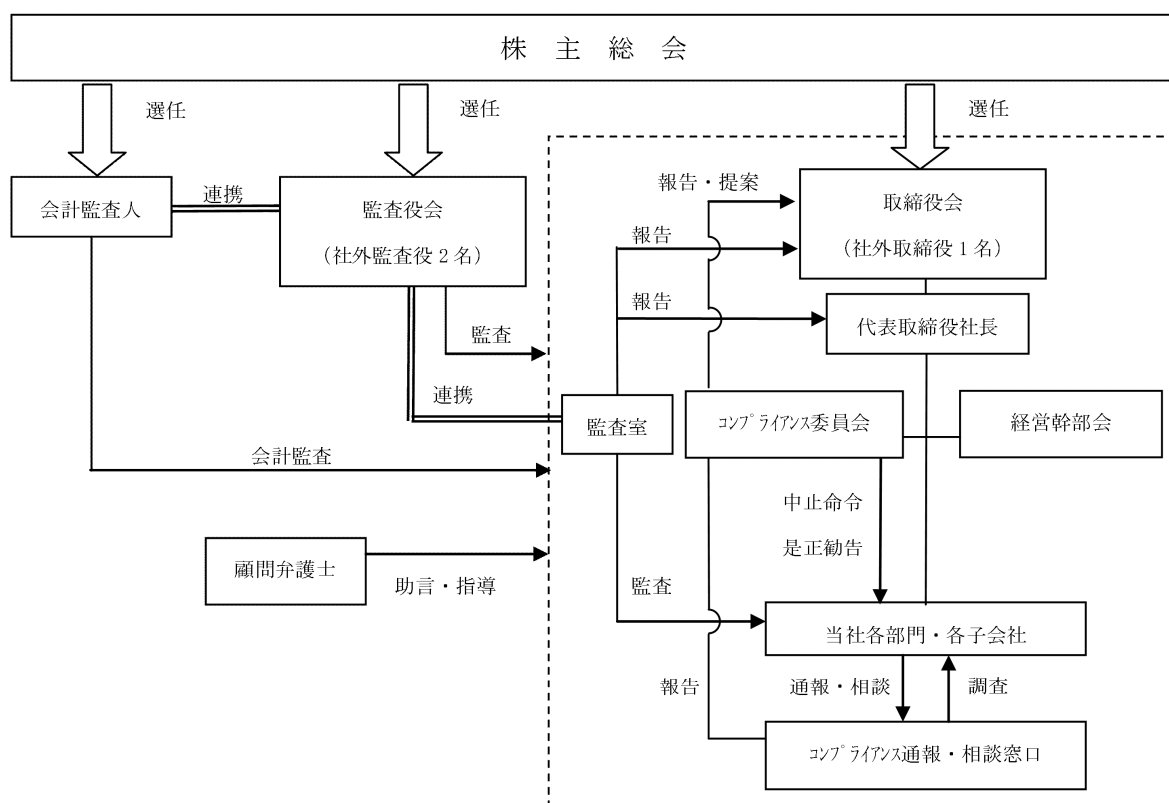 株主総会
選任
選任
選任
会計監査人
連携
監査役会
(社外監査役2名)
報告・提案
取締役会
(社外取締役1名)
報告
報告
代表取締役社長
監査
連携
監査室
コンプライアンス委員会
経営幹部会
会計監査
中止命令
是正勧告
顧問弁護士
助言・指導
監査
当社各部門・各子会社
報告
通報・相談
調査
コンプライアンス通報・相談窓口